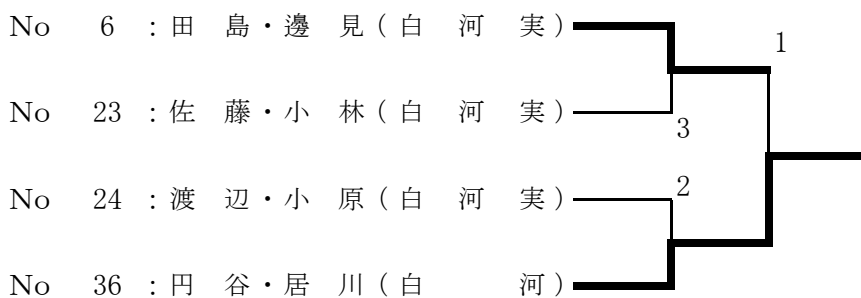 No 6 : 田 島・邊 見 ( 白 河 実 )
1
No 23 : 佐 藤・小 林 ( 白 河 実 )
3
No 24 : 渡 辺・小 原 ( 白 河 実 )
2
No 36 : 円 谷・居 川 (白 河 )